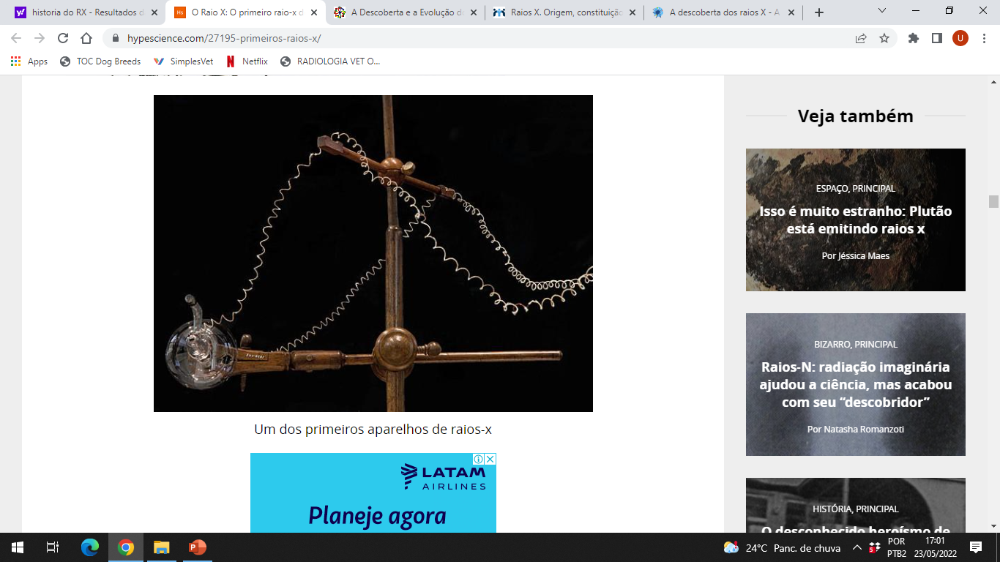 historia do RX - Resultados d
O Raio X: O primeiro raio-x d
A Descoberta e a Evolução do
Raios X. Origem, constituição
A descoberta dos raios X - A
hypescience.com/27195-primeiros-raios-x/
U
Apps
TOC Dog Breeds
SimplesVet
Netflix
RADIOLOGIA VET O...
Um dos primeiros aparelhos de raios-x
LATAM
AIRLINES
Planeje agora
Veja também
ESPAÇO, PRINCIPAL
Isso é muito estranho: Plutão
está emitindo raios x
Por Jéssica Maes
BIZARRO, PRINCIPAL
Raios-N: radiação imaginária
ajudou a ciência, mas acabou
com seu “descobridor”
Por Natasha Romanzoti
HISTÓRIA, PRINCIPAL
O desconhecido heroísmo de
24°C Panc. de chuva
POR
PTB2
17:01
23/05/2022